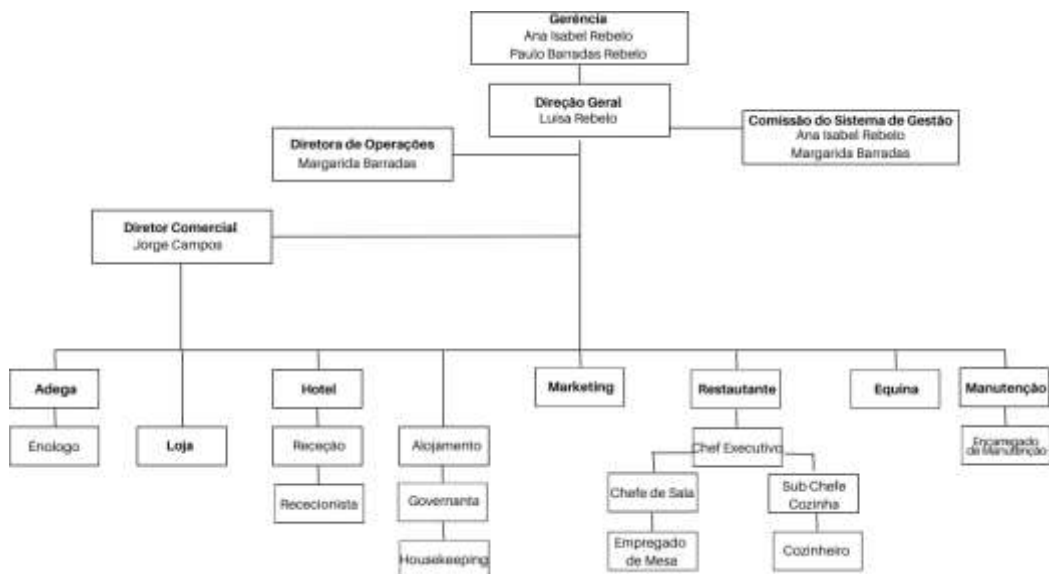 Gerência
Ana Isabel Rebelo
Paulo Barradas Rebelo
Direção Geral
Luisa Rebelo
Comissão do Sistema de Gestão
Ana Isabel Rebelo
Margarida Barradas
Diretora de Operações
Margarida Barradas
Diretor Comercial
Jorge Campos
Adega
Hotel
Marketing
Restautante
Equina
Manutenção
Enologo
Loja
Receção
Alojamento
Chef Executivo
Encarregado
de Manutenção
Rececionista
Governanta
Chefe de Sala
Sub Chefe
Cozinha
Housekeeping
Empregado
de Mesa
Cozinheiro